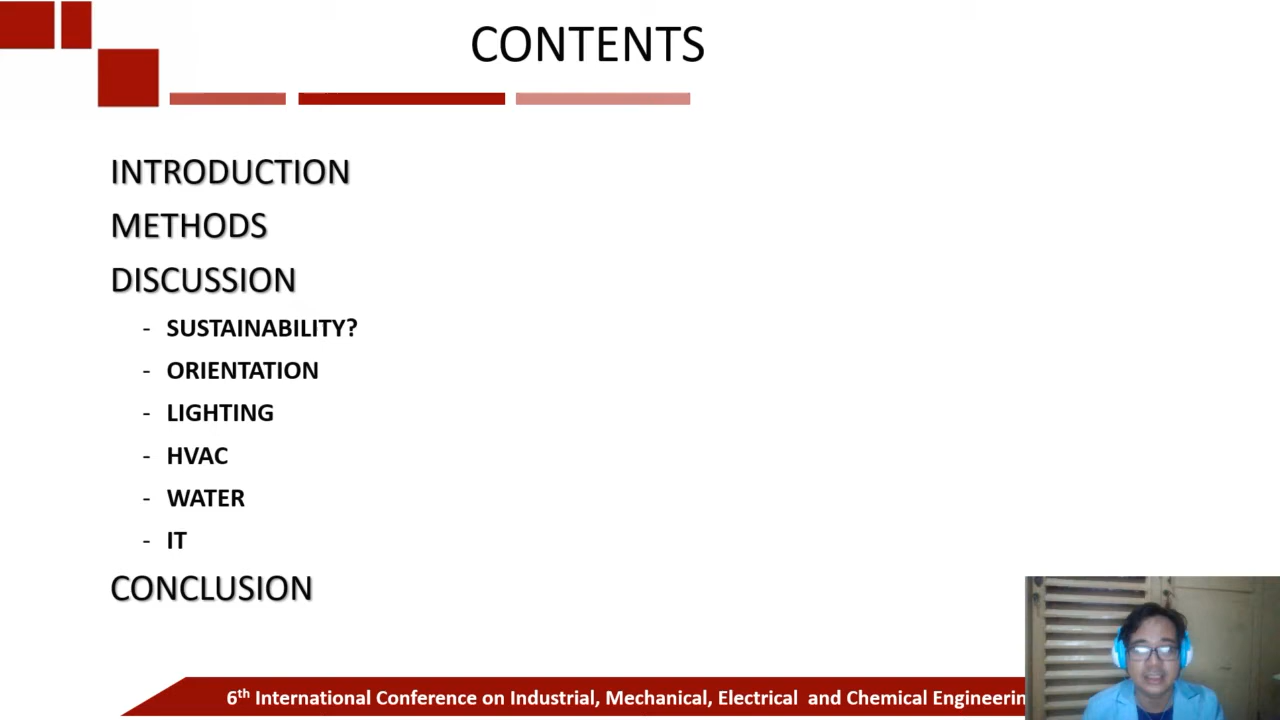 CONTENTS
INTRODUCTION
METHODS
DISCUSSION
- SUSTAINABILITY?
- ORIENTATION
- LIGHTING
- HVAC
- WATER
- IT
CONCLUSION
6th International Conference on Industrial, Mechanical, Electrical and Chemical Engineerin